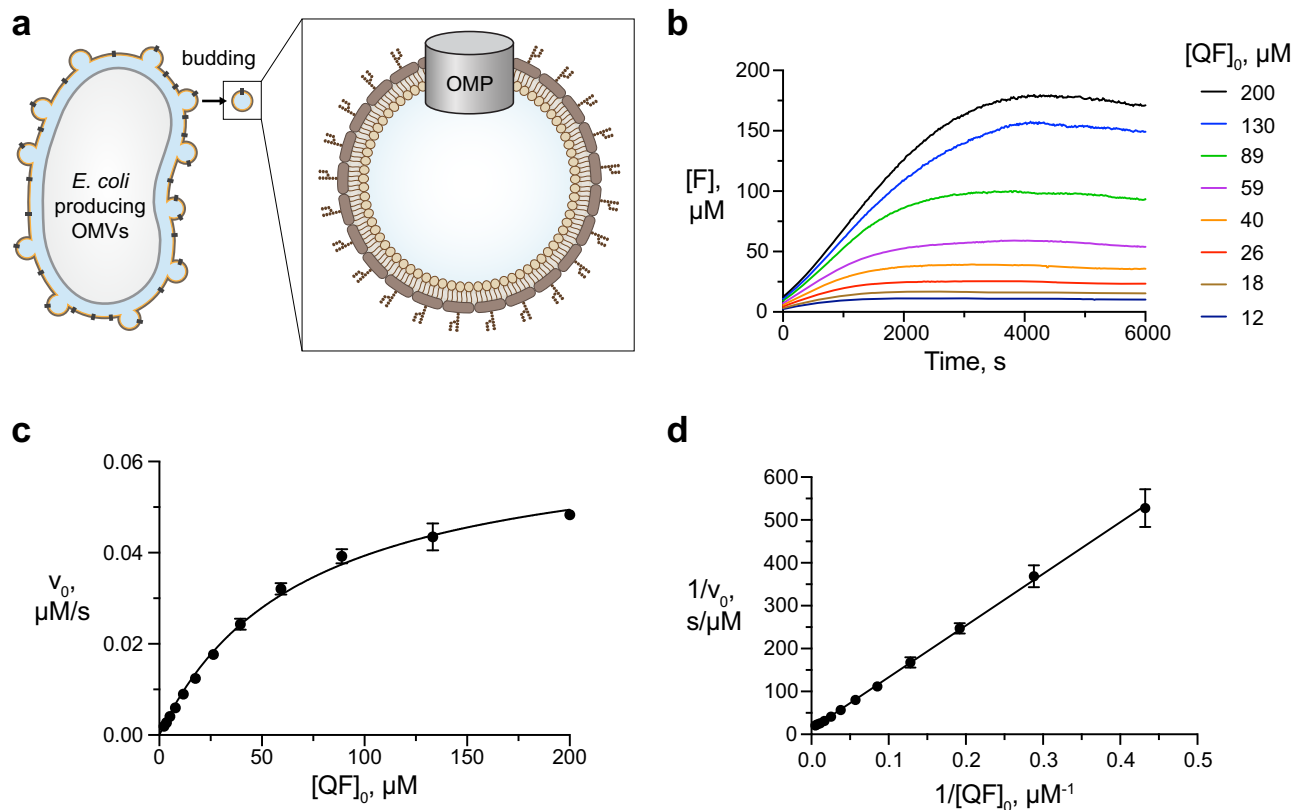 a
budding
E. coli
producing
OMVs
OMP
b
[QF]₀, µM
200
150
100
50
0
[F],
µM
0
2000
4000
6000
Time, s
200
130
89
59
40
26
18
12
c
0.06
0.04
0.02
0.00
v₀,
µM/s
0
50
100
150
200
[QF]₀, µM
d
600
500
400
300
200
100
0
1/v₀,
s/µM
0.0
0.1
0.2
0.3
0.4
0.5
1/[QF]₀, µM⁻¹